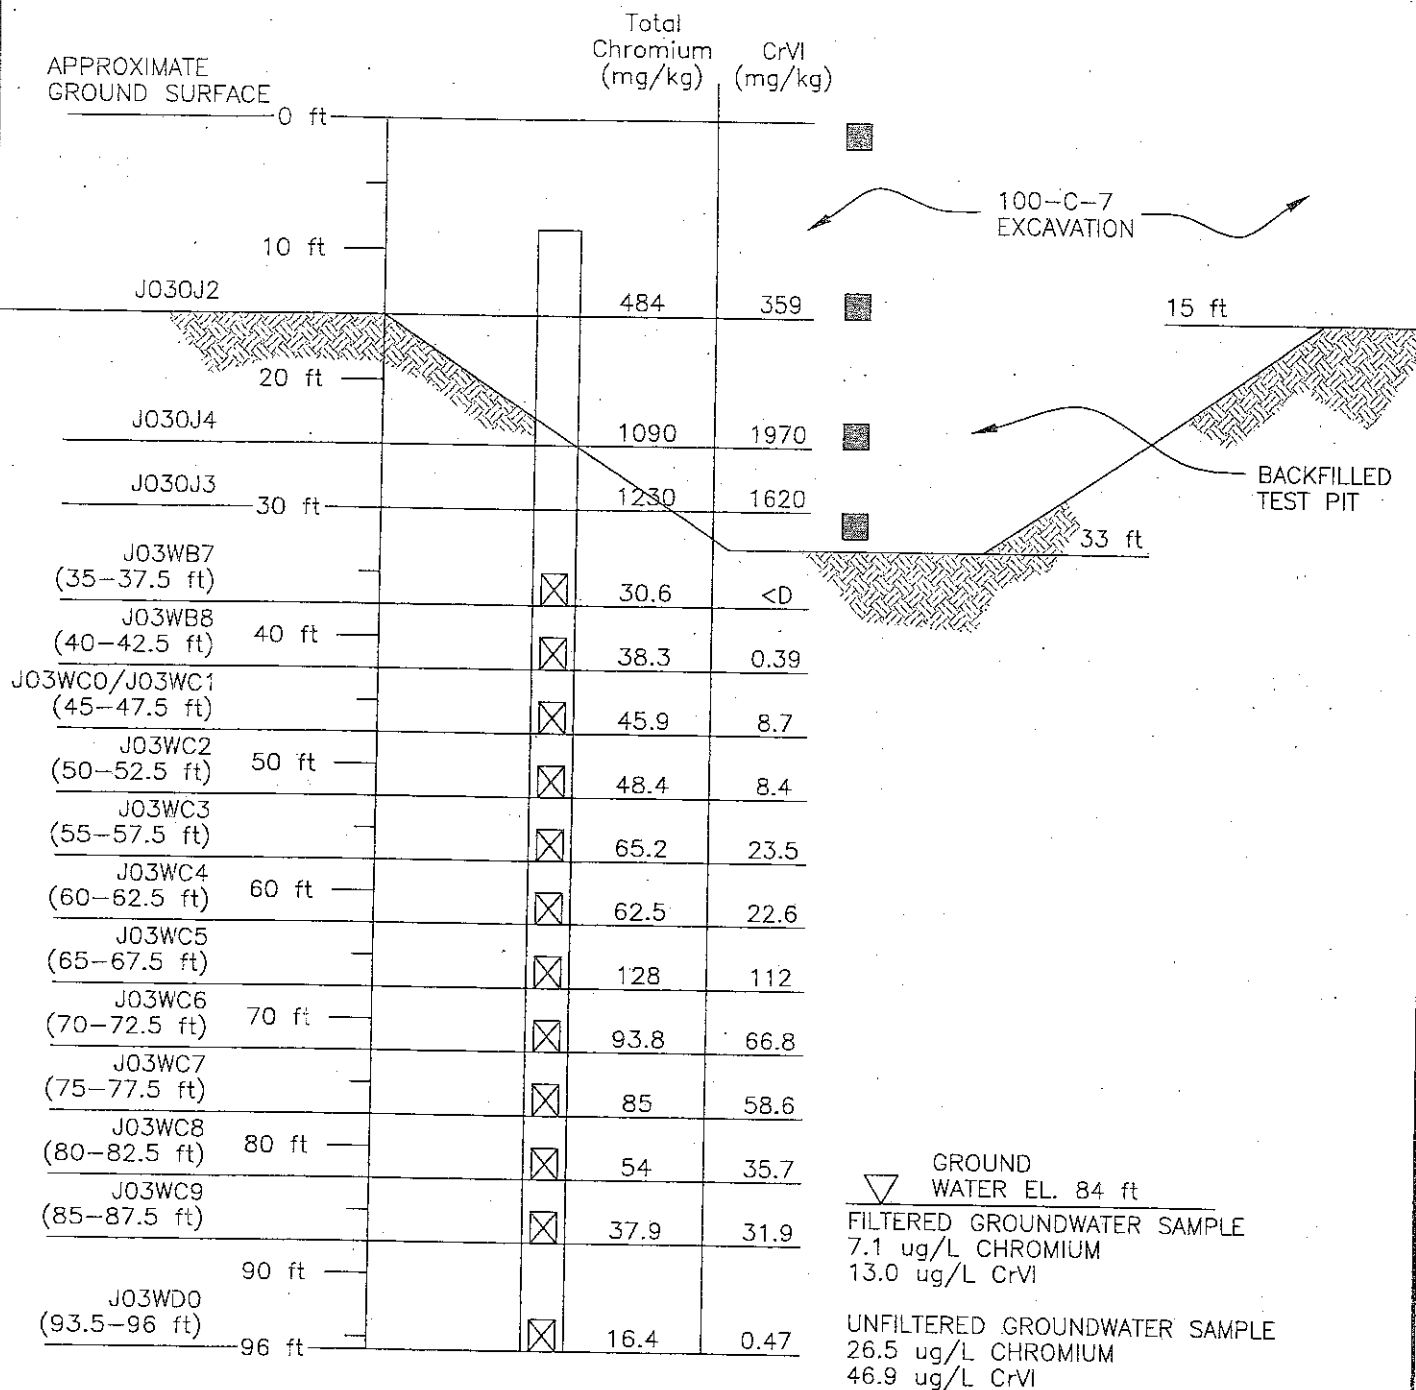 Total
Chromium
(mg/kg)
CrVI
(mg/kg)
APPROXIMATE
GROUND SURFACE
0 ft
100-C-7
EXCAVATION
10 ft
J030J2
484
359
15 ft
20 ft
J030J4
1090
1970
BACKFILLED
TEST PIT
J030J3
30 ft
1230
1620
33 ft
J03WB7
(35-37.5 ft)
30.6
<D
J03WB8
(40-42.5 ft)
40 ft
38.3
0.39
J03WC0/J03WC1
(45-47.5 ft)
45.9
8.7
J03WC2
(50-52.5 ft)
50 ft
48.4
8.4
J03WC3
(55-57.5 ft)
65.2
23.5
J03WC4
(60-62.5 ft)
60 ft
62.5
22.6
J03WC5
(65-67.5 ft)
128
112
J03WC6
(70-72.5 ft)
70 ft
93.8
66.8
J03WC7
(75-77.5 ft)
85
58.6
J03WC8
(80-82.5 ft)
80 ft
54
35.7
J03WC9
(85-87.5 ft)
37.9
31.9
90 ft
J03WD0
(93.5-96 ft)
96 ft
16.4
0.47
GROUND
WATER EL. 84 ft
FILTERED GROUNDWATER SAMPLE
7.1 ug/L CHROMIUM
13.0 ug/L CrVI
UNFILTERED GROUNDWATER SAMPLE
26.5 ug/L CHROMIUM
46.9 ug/L CrVI